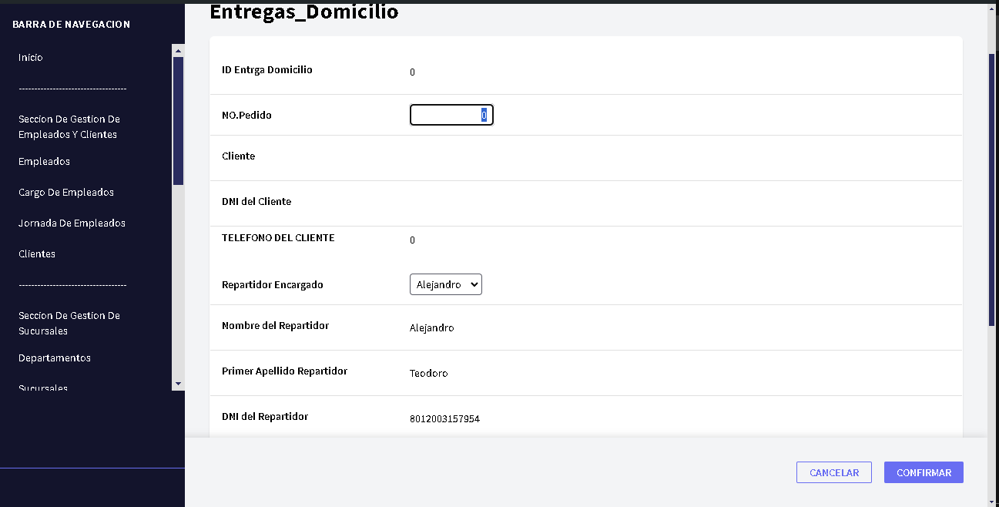 BARRA DE NAVEGACION
Inicio
----------------------------------
Seccion De Gestion De
Empleados Y Clientes
Empleados
Cargo De Empleados
Jornada De Empleados
Clientes
----------------------------------
Seccion De Gestion De
Sucursales
Departamentos
Sucursales
Entregas_Domicilio
ID Entrga Domicilio 0
NO.Pedido 0
Cliente
DNI del Cliente
TELEFONO DEL CLIENTE 0
Repartidor Encargado Alejandro
Nombre del Repartidor Alejandro
Primer Apellido Repartidor Teodoro
DNI del Repartidor 8012003157954
CANCELAR CONFIRMAR